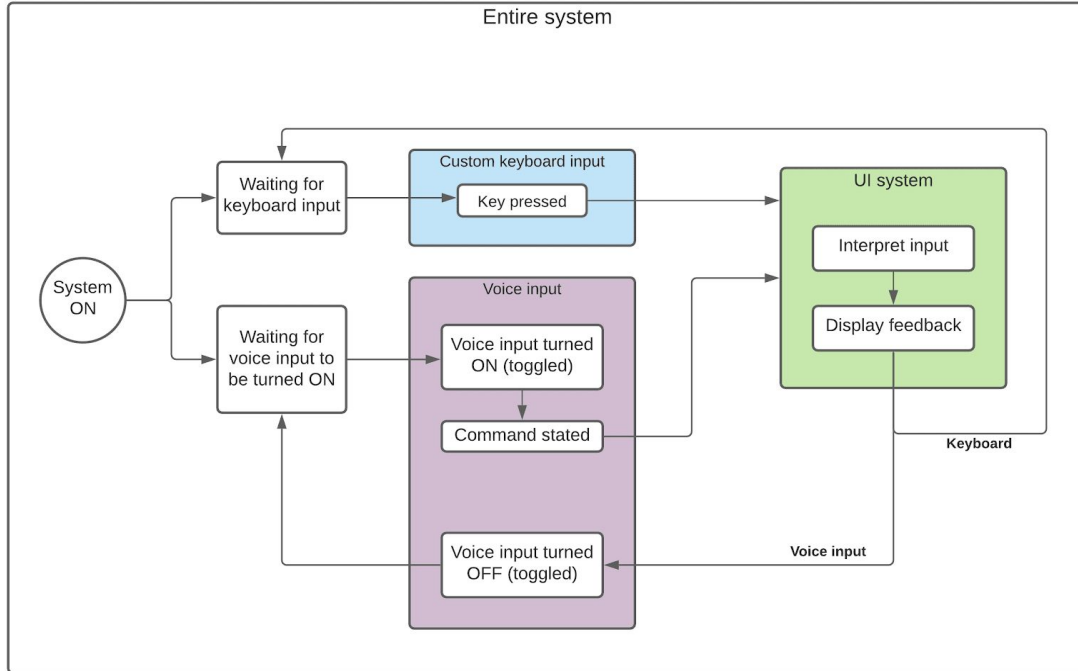 Entire system
Custom keyboard input
Waiting for
keyboard input
Key pressed
UI system
Interpret input
System
ON
Voice input
Display feedback
Waiting for
voice input to
be turned ON
Voice input turned
ON (toggled)
Command stated
Keyboard
Voice input turned
OFF (toggled)
Voice input